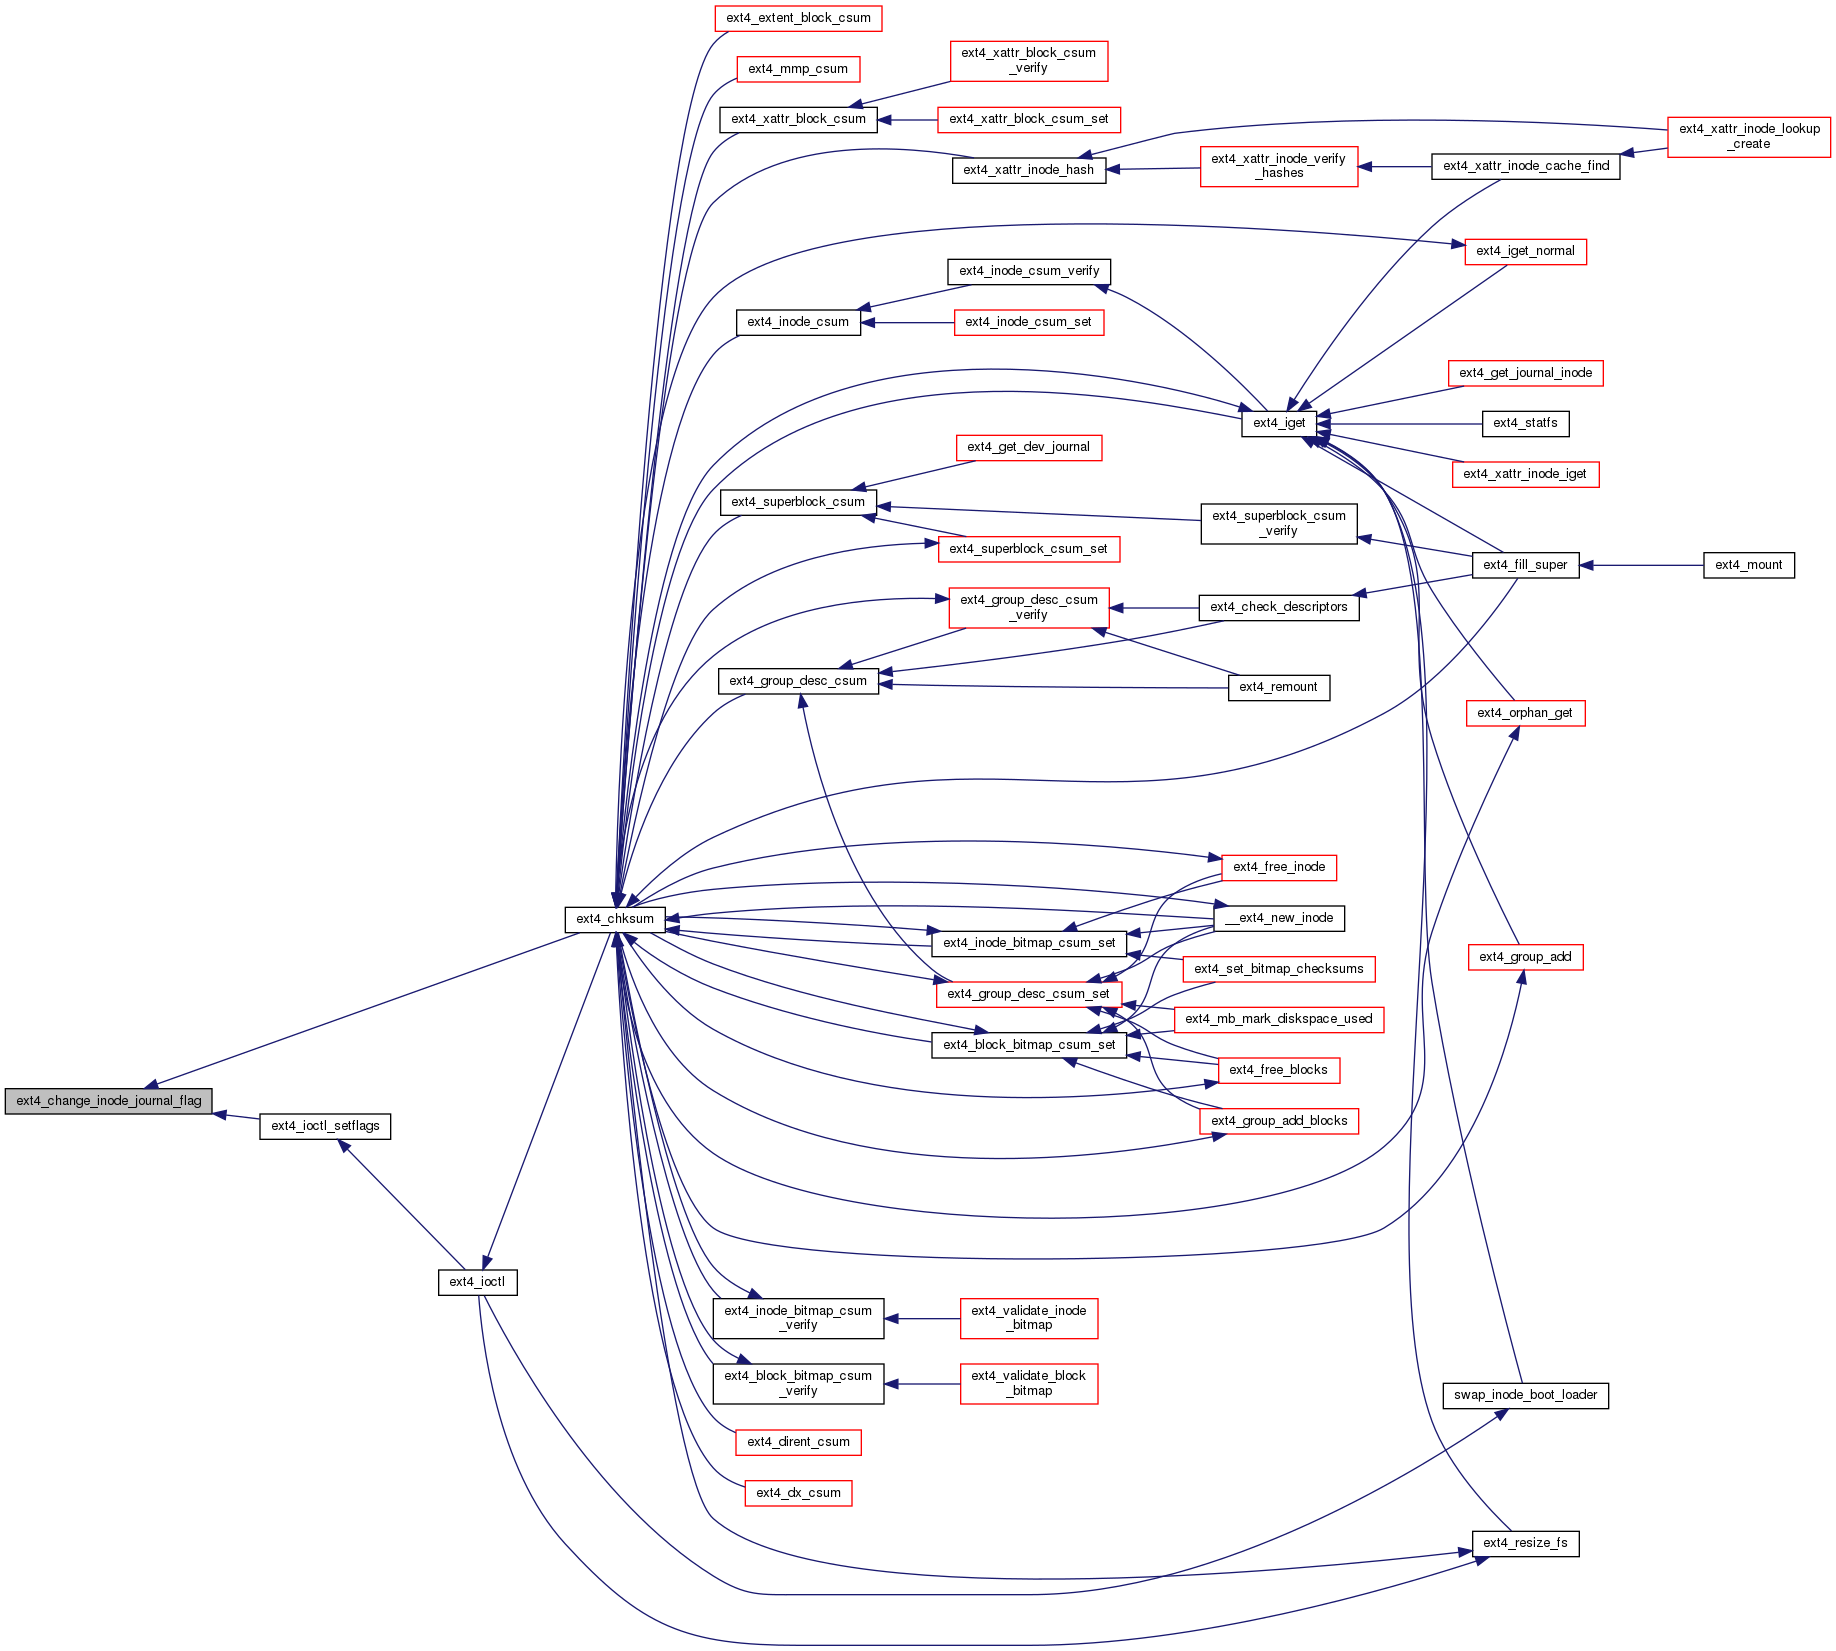 ext4_extent_block_csum
ext4_mmp_csum
ext4_xattr_block_csum
_verify
ext4_xattr_block_csum
ext4_xattr_block_csum_set
ext4_xattr_inode_lookup
_create
ext4_xattr_inode_hash
ext4_xattr_inode_verify
_hashes
ext4_xattr_inode_cache_find
ext4_iget_normal
ext4_inode_csum_verify
ext4_inode_csum
ext4_inode_csum_set
ext4_get_journal_inode
ext4_iget
ext4_statfs
ext4_get_dev_journal
ext4_xattr_inode_iget
ext4_superblock_csum
ext4_superblock_csum
_verify
ext4_superblock_csum_set
ext4_fill_super
ext4_mount
ext4_group_desc_csum
_verify
ext4_check_descriptors
ext4_group_desc_csum
ext4_remount
ext4_orphan_get
ext4_free_inode
ext4_chksum
__ext4_new_inode
ext4_inode_bitmap_csum_set
ext4_set_bitmap_checksums
ext4_group_add
ext4_group_desc_csum_set
ext4_mb_mark_diskspace_used
ext4_block_bitmap_csum_set
ext4_free_blocks
ext4_change_inode_journal_flag
ext4_ioctl_setflags
ext4_group_add_blocks
ext4_ioctl
ext4_inode_bitmap_csum
_verify
ext4_validate_inode
_bitmap
ext4_block_bitmap_csum
_verify
ext4_validate_block
_bitmap
swap_inode_boot_loader
ext4_dirent_csum
ext4_dx_csum
ext4_resize_fs